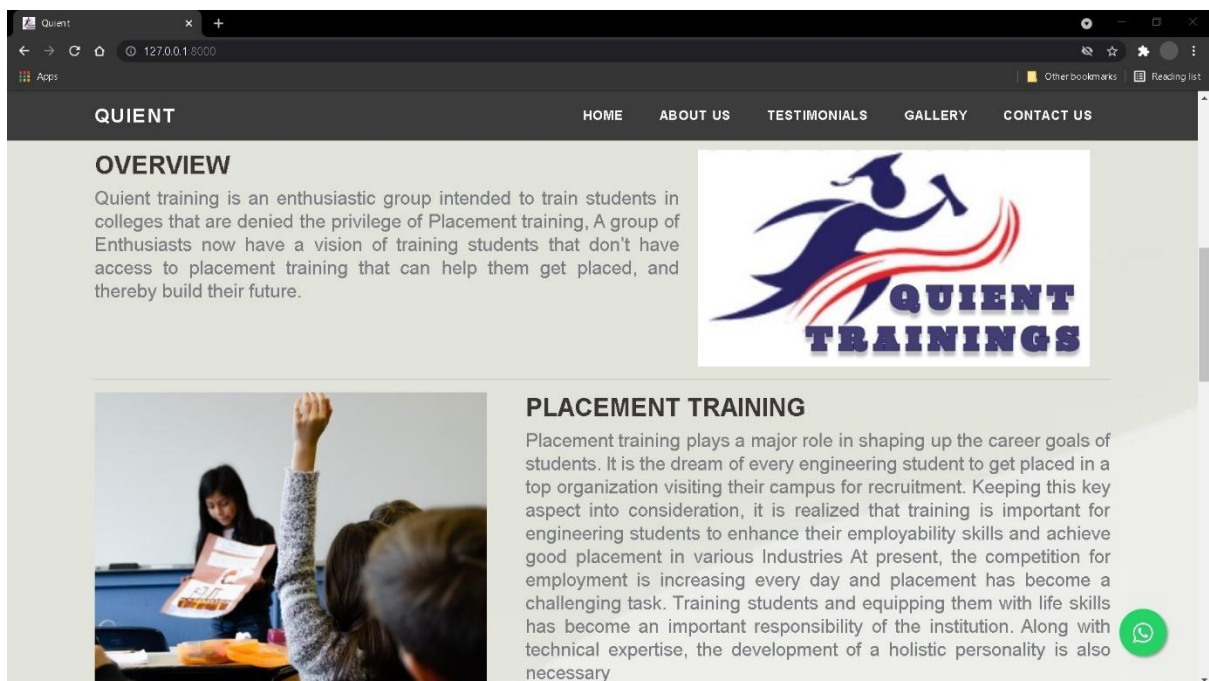 Quient
127.0.0.1:8000
Apps
Other bookmarks
Reading list
QUIENT
HOME
ABOUT US
TESTIMONIALS
GALLERY
CONTACT US
OVERVIEW
Quient training is an enthusiastic group intended to train students in
colleges that are denied the privilege of Placement training, A group of
Enthusiasts now have a vision of training students that don't have
access to placement training that can help them get placed, and
thereby build their future.
QUIENT
TRAININGS
PLACEMENT TRAINING
Placement training plays a major role in shaping up the career goals of
students. It is the dream of every engineering student to get placed in a
top organization visiting their campus for recruitment. Keeping this key
aspect into consideration, it is realized that training is important for
engineering students to enhance their employability skills and achieve
good placement in various Industries At present, the competition for
employment is increasing every day and placement has become a
challenging task. Training students and equipping them with life skills
has become an important responsibility of the institution. Along with
technical expertise, the development of a holistic personality is also
necessary